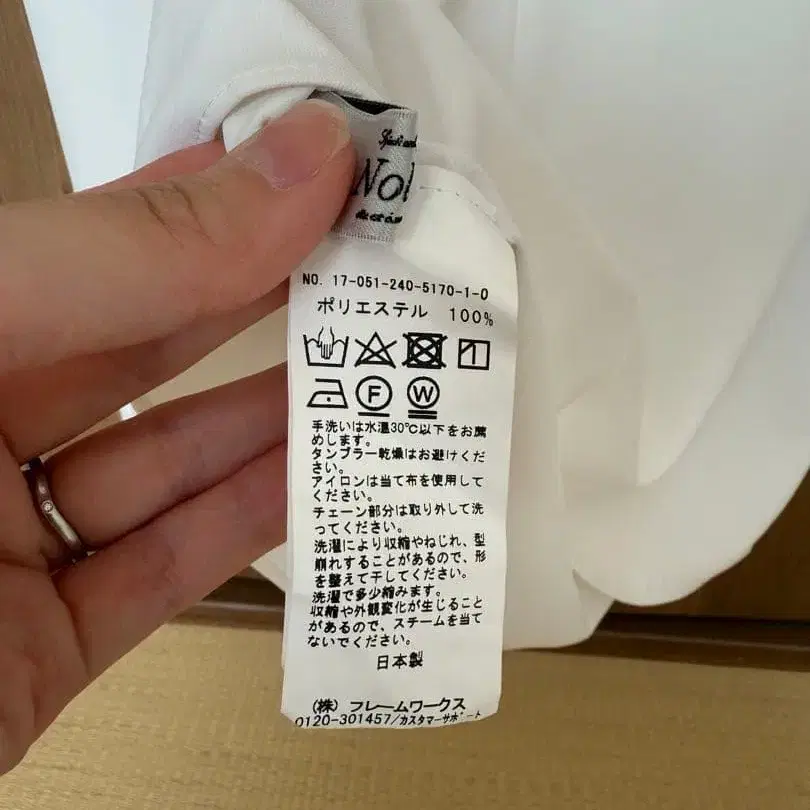 NO. 17-051-240-5170-1-0
ポリエステル 100%
F W
手洗いは水温30℃以下をお薦
めします。
タンブラー乾燥はお避けくだ
さい。
アイロンは当て布を使用して
ください。
チェーン部分は取り外して洗
ってください。
洗濯により収縮やねじれ、型
崩れすることがあるので、形
を整えて干してください。
洗濯で多少縮みます。
収縮や外観変化が生じること
があるので、スチームを当て
ないでください。
日本製
(株) フレームワークス
0120-301457/カスタマーサポート